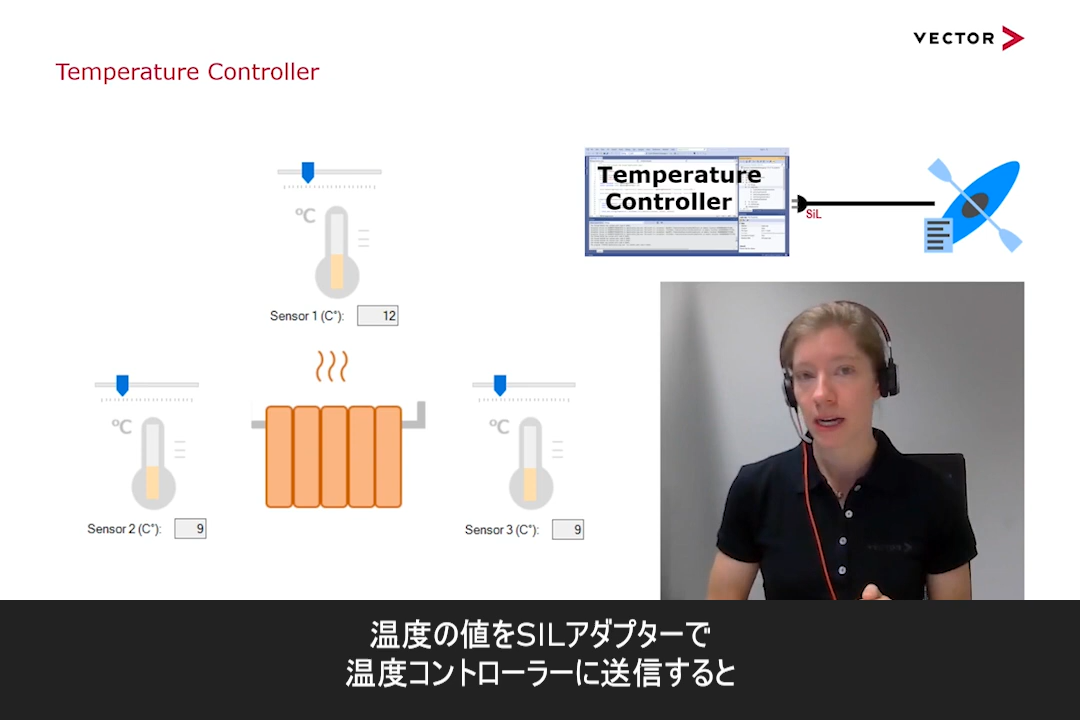 VECTOR
Temperature Controller
Temperature
Controller
SiL
°C
Sensor 1 (C°):
12
°C
Sensor 2 (C°):
9
°C
Sensor 3 (C°):
9
VECTOR
温度の値をSILアダプターで
温度コントローラーに送信すると